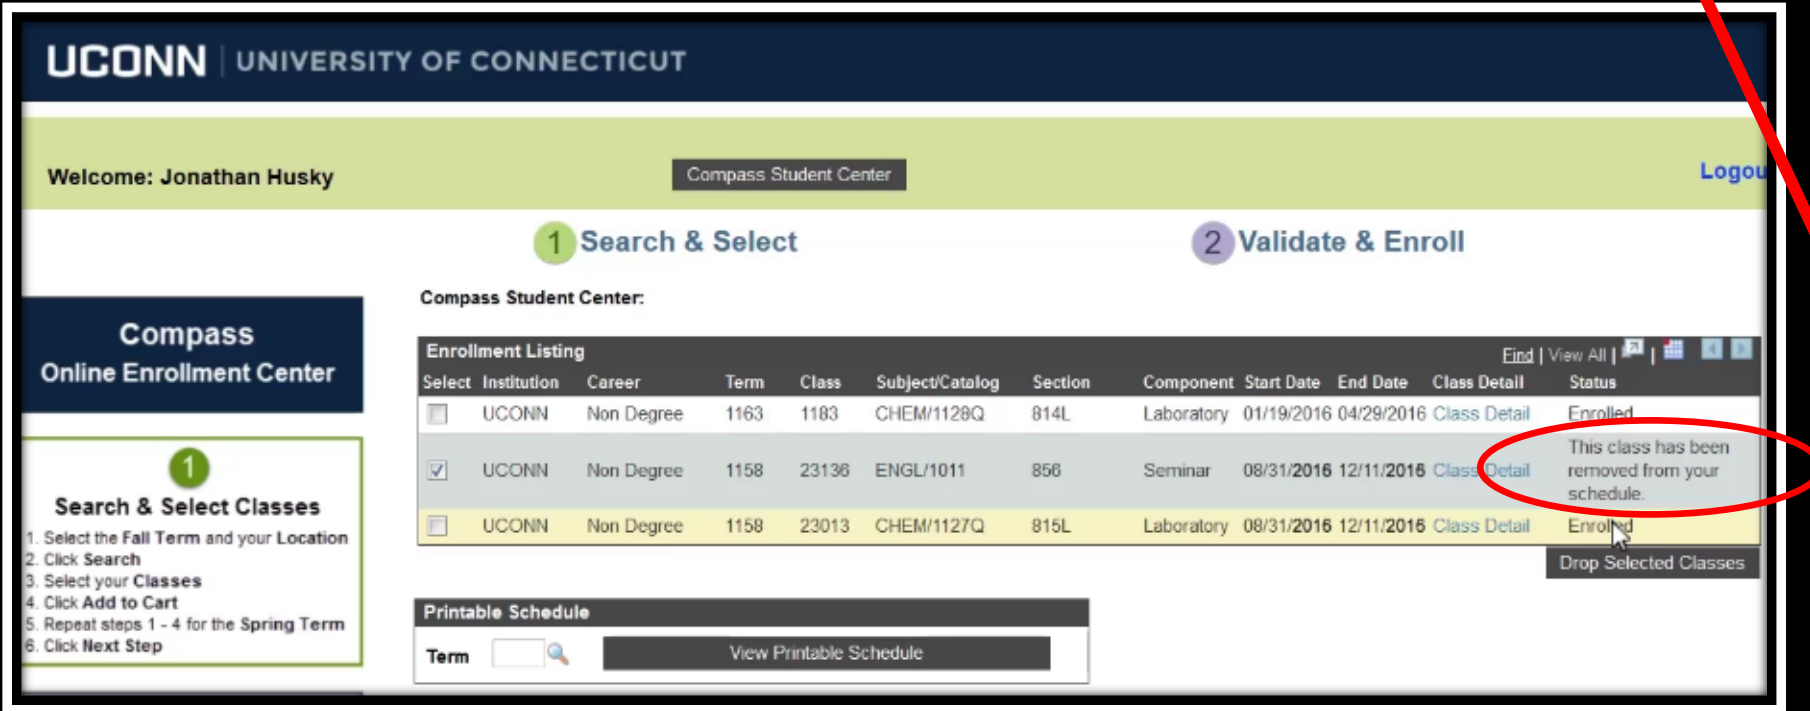 UCONN | UNIVERSITY OF CONNECTICUT
Welcome: Jonathan Husky
Compass Student Center
Logou
1 Search & Select
2 Validate & Enroll
Compass Student Center:
Compass
Online Enrollment Center
1
Search & Select Classes
1. Select the Fall Term and your Location
2. Click Search
3. Select your Classes
4. Click Add to Cart
5. Repeat steps 1 - 4 for the Spring Term
6. Click Next Step
Enrollment Listing
Find | View All | |
Select Institution Career Term Class Subject/Catalog Section Component Start Date End Date Class Detail Status
UCONN Non Degree 1163 1183 CHEM/1128Q 814L Laboratory 01/19/2016 04/29/2016 Class Detail Enrolled
UCONN Non Degree 1158 23136 ENGL/1011 856 Seminar 08/31/2016 12/11/2016 Class Detail This class has been
removed from your
schedule.
UCONN Non Degree 1158 23013 CHEM/1127Q 815L Laboratory 08/31/2016 12/11/2016 Class Detail Enrolled
Drop Selected Classes
Printable Schedule
Term
View Printable Schedule